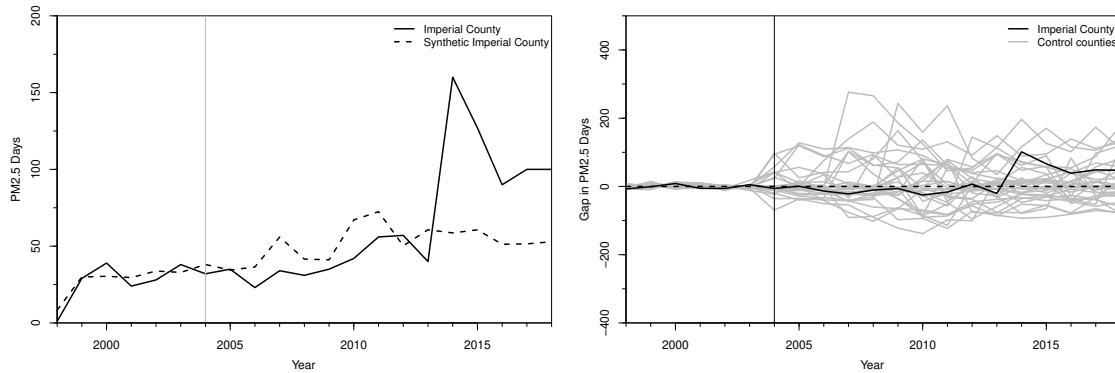 Imperial County
Synthetic Imperial County
PM2.5 Days
200
150
100
50
0
2000 2005 2010 2015
Year
Imperial County
Control counties
Gap in PM2.5 Days
400
200
0
−200
−400
2000 2005 2010 2015
Year